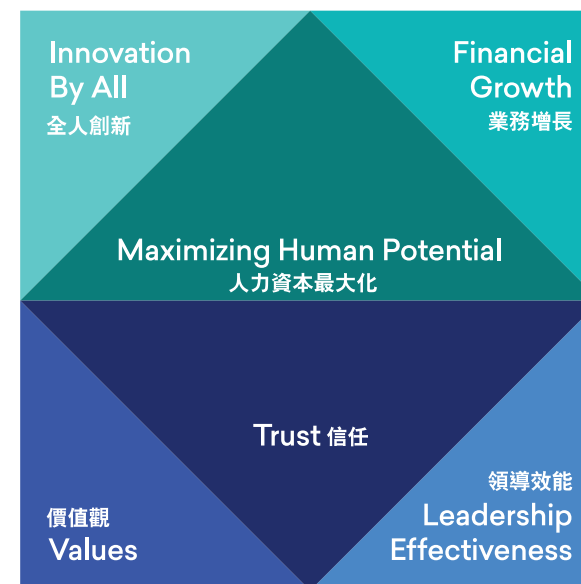 Innovation
By All
全人創新
Financial
Growth
業務增長
Maximizing Human Potential
人力資本最大化
Trust 信任
價值觀
Values
領導效能
Leadership
Effectiveness